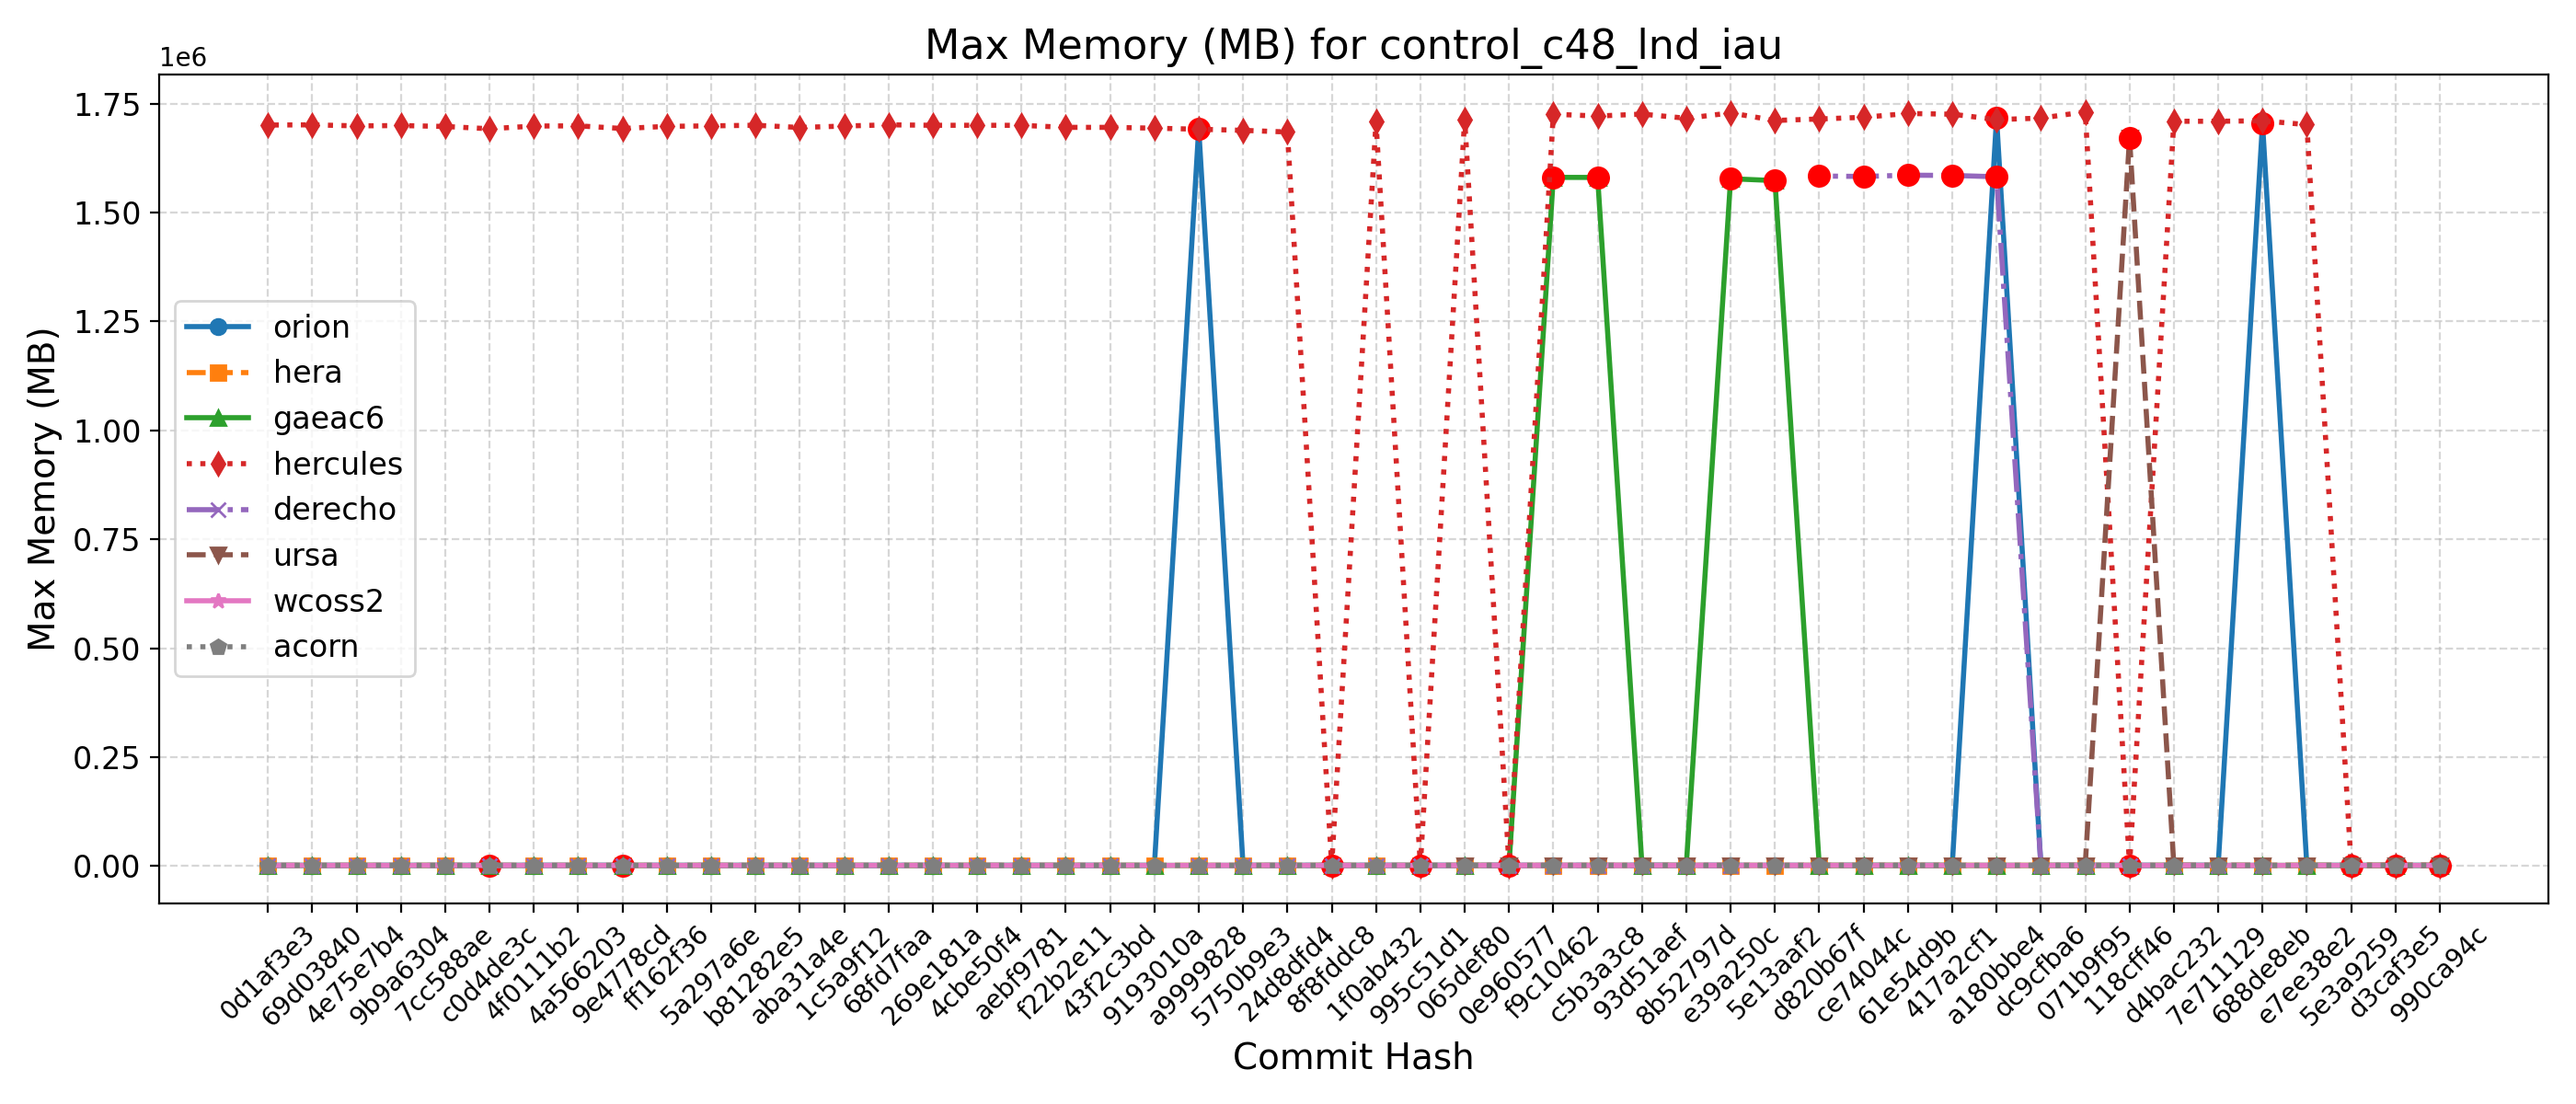 Max Memory (MB) for control_c48_lnd_iau
1e6
1.75
1.50
1.25
1.00
0.75
0.50
0.25
0.00
Max Memory (MB)
orion
hera
gaeac6
hercules
derecho
ursa
wcoss2
acorn
0d1af3e3
69d03840
4e75e7b4
9b9a6304
7cc588ae
c0d4de3c
4f0111b2
4a566203
9e4778cd
ff162f36
5a297a6e
b81282e5
aba31a4e
1c5a9f12
68fd7faa
269e181a
4cbe50f4
aebf9781
f22b2e11
43f2c3bd
9193010a
a9999828
5750b9e3
24d8dfd4
8f8fddc8
1f0ab432
995c51d1
065def80
0e960577
f9c10462
c5b3a3c8
93d51aef
8b52797d
e39a250c
5e13aaf2
d820b67f
ce74044c
61e54d9b
417a2cf1
a180bbe4
dc9cfba6
071b9f95
118cff46
d4bac232
7e711129
688de8eb
e7ee38e2
5e3a9259
d3caf3e5
990ca94c
Commit Hash